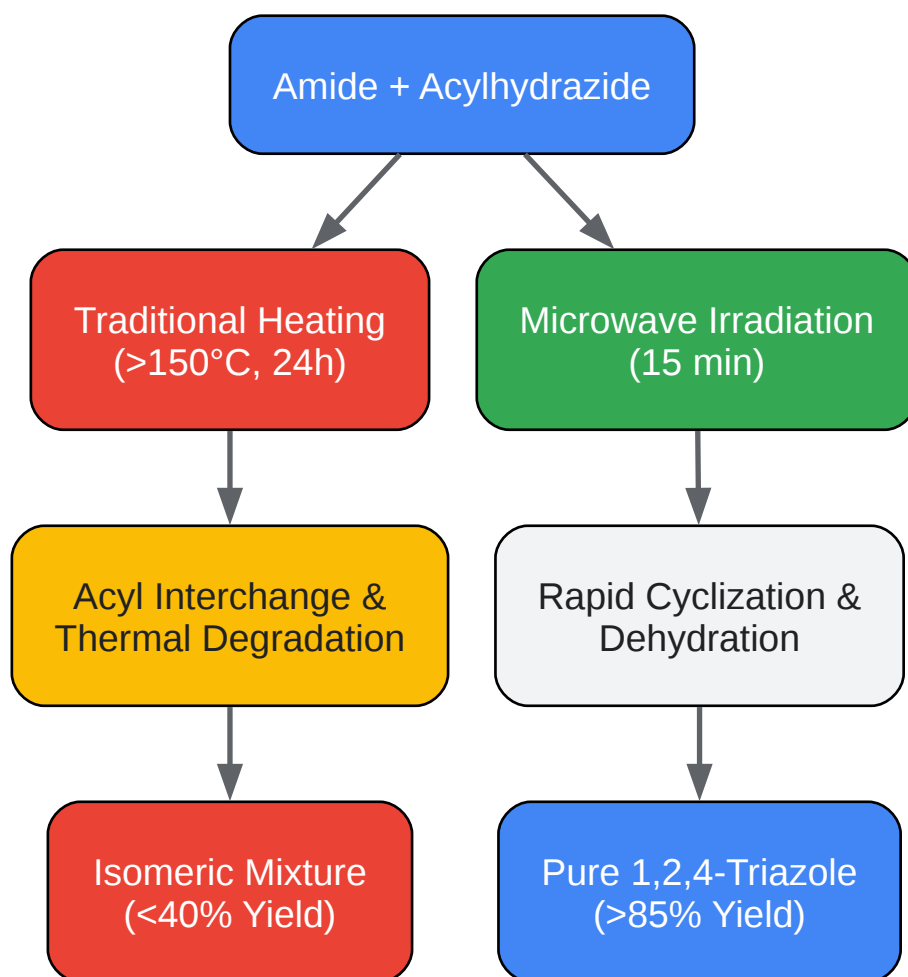 Amide + Acylhydrazide
Traditional Heating
(>150°C, 24h)
Microwave Irradiation
(15 min)
Acyl Interchange &
Thermal Degradation
Rapid Cyclization &
Dehydration
Isomeric Mixture
(<40% Yield)
Pure 1,2,4-Triazole
(>85% Yield)